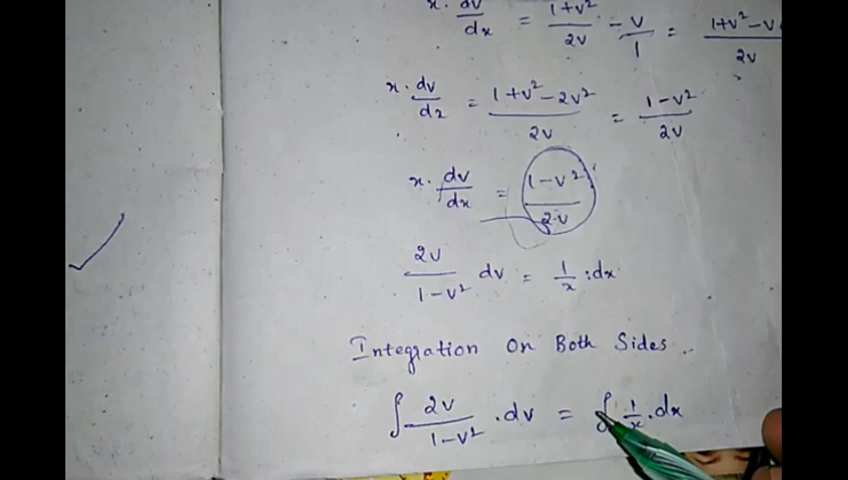 x. dv/dx = 1+v²/2v - v/1 = 1+v²-v/2v
x. dv/dx = 1+v²-2v²/2v = 1-v²/2v
x. dv/dx = 1-v²/2v
2v/1-v² dv = 1/x . dx
Integration On Both Sides.
∫ 2v/1-v² . dv = ∫ 1/x . dx